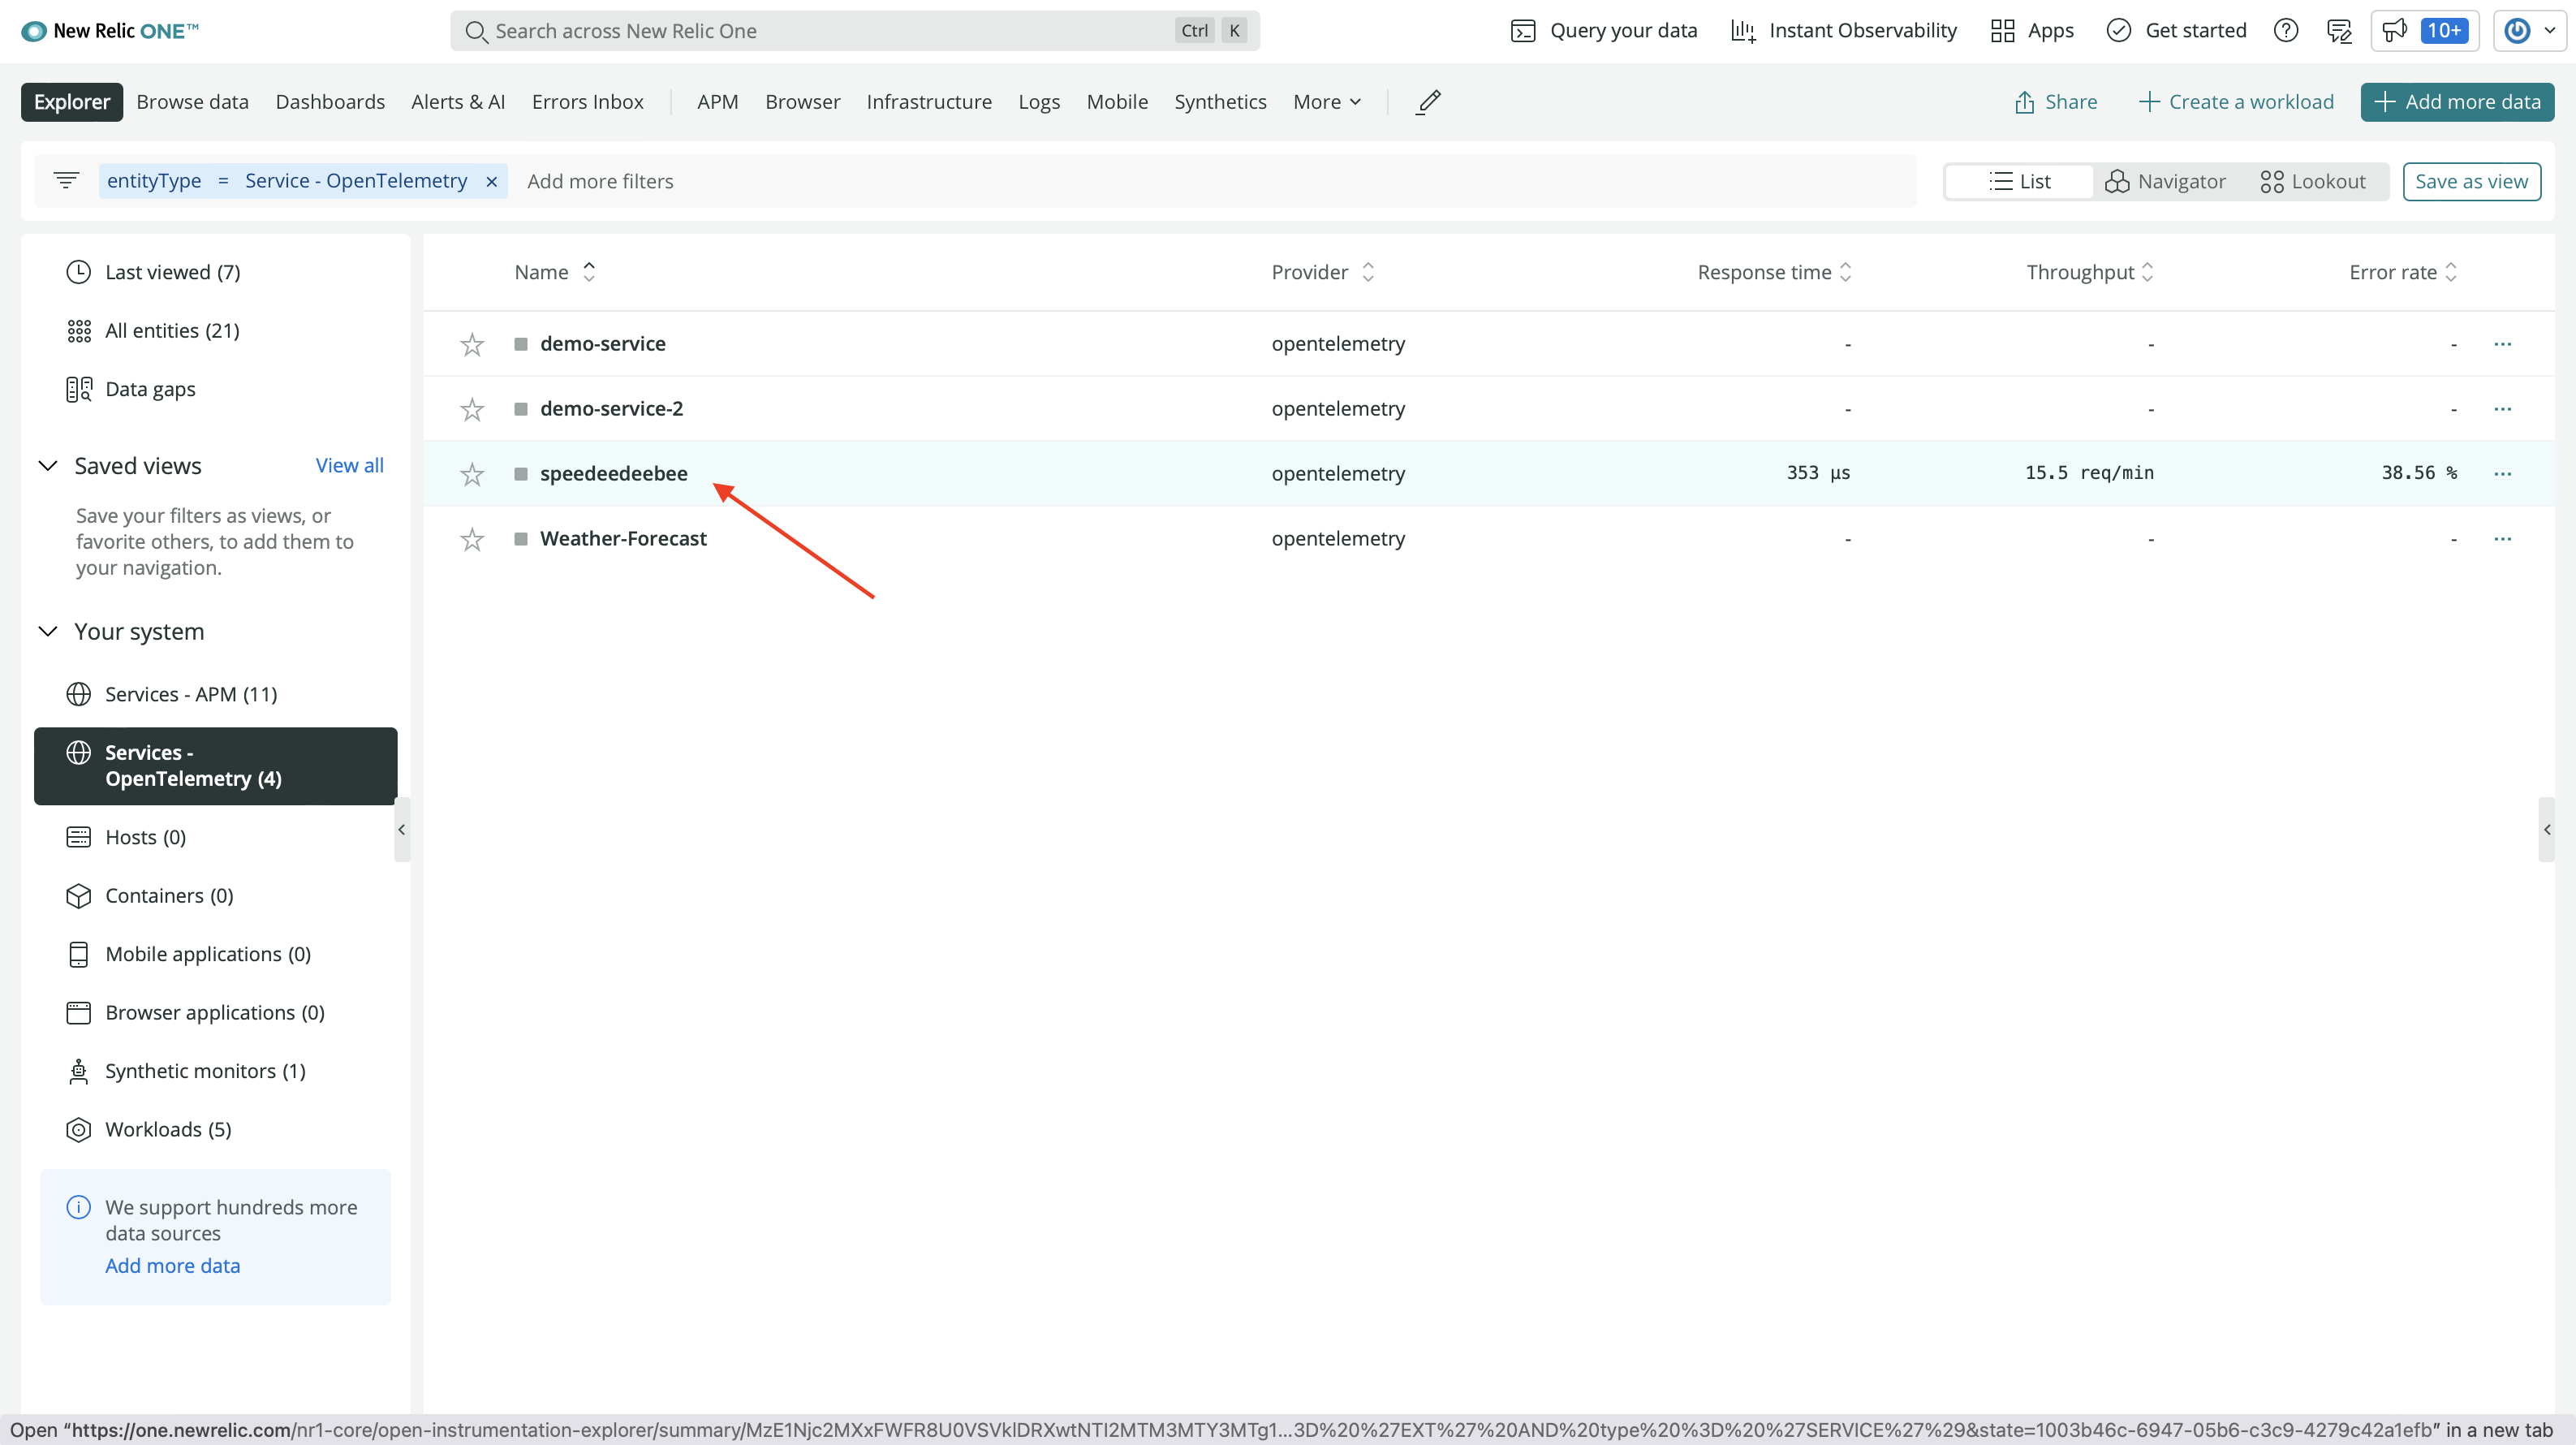 New Relic ONE™
Search across New Relic One Ctrl K
Query your data Instant Observability Apps Get started 10+
Explorer Browse data Dashboards Alerts & AI Errors Inbox APM Browser Infrastructure Logs Mobile Synthetics More Share Create a workload Add more data
entityType = Service - OpenTelemetry × Add more filters List Navigator Lookout Save as view
Last viewed (7)
All entities (21)
Data gaps
Saved views View all
Save your filters as views, or
favorite others, to add them to
your navigation.
Your system
Services - APM (11)
Services -
OpenTelemetry (4)
Hosts (0)
Containers (0)
Mobile applications (0)
Browser applications (0)
Synthetic monitors (1)
Workloads (5)
We support hundreds more
data sources
Add more data
Name Provider Response time Throughput Error rate
demo-service opentelemetry - - - ...
demo-service-2 opentelemetry - - - ...
speedeedeebee opentelemetry 353 µs 15.5 req/min 38.56 % ...
Weather-Forecast opentelemetry - - - ...
Open “https://one.newrelic.com/nr1-core/open-instrumentation-explorer/summary/MzE1Njc2MXxFWFR8U0VSVklDRXwtNTI2MTM3MTY3MTg1...3D%20%27EXT%27%20AND%20type%20%3D%20%27SERVICE%27%29&state=1003b46c-6947-05b6-c3c9-4279c42a1efb” in a new tab